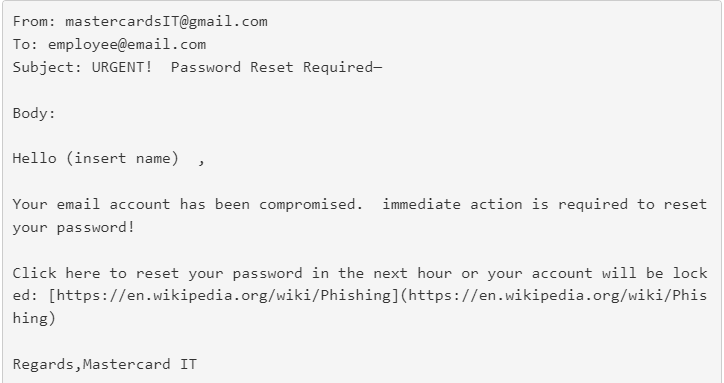 From: mastercardsIT@gmail.com
To: employee@email.com
Subject: URGENT!  Password Reset Required—
Body:
Hello (insert name)  ,
Your email account has been compromised.  immediate action is required to reset
your password!
Click here to reset your password in the next hour or your account will be lock
ed: [https://en.wikipedia.org/wiki/Phishing](https://en.wikipedia.org/wiki/Phis
hing)
Regards,Mastercard IT